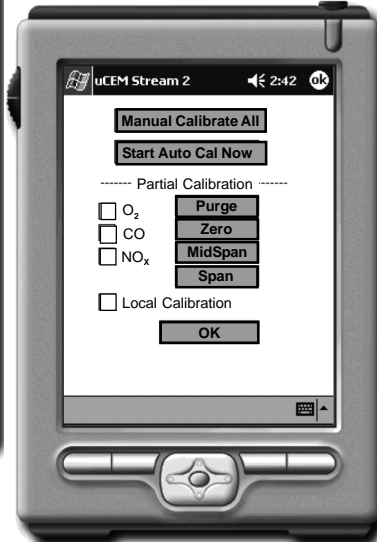 uCEM Stream 2 2:42 ok
Manual Calibrate All
Start Auto Cal Now
------- Partial Calibration ------
O₂ Purge
CO Zero
NOₓ MidSpan
Span
Local Calibration
OK